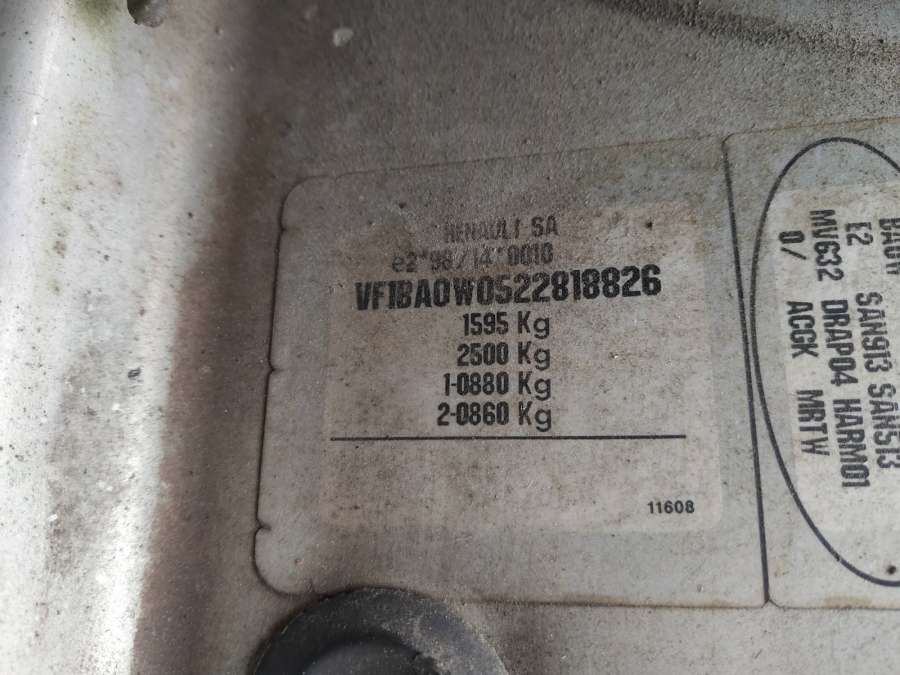 RENAULT SA
e2*98/14*0010
VF1BA0W0522818826
1595 Kg
2500 Kg
1-0880 Kg
2-0860 Kg
11608
E2 SAN913 SAN513
MV632 DRAP04 HARM01
0/ ACGK MRTW